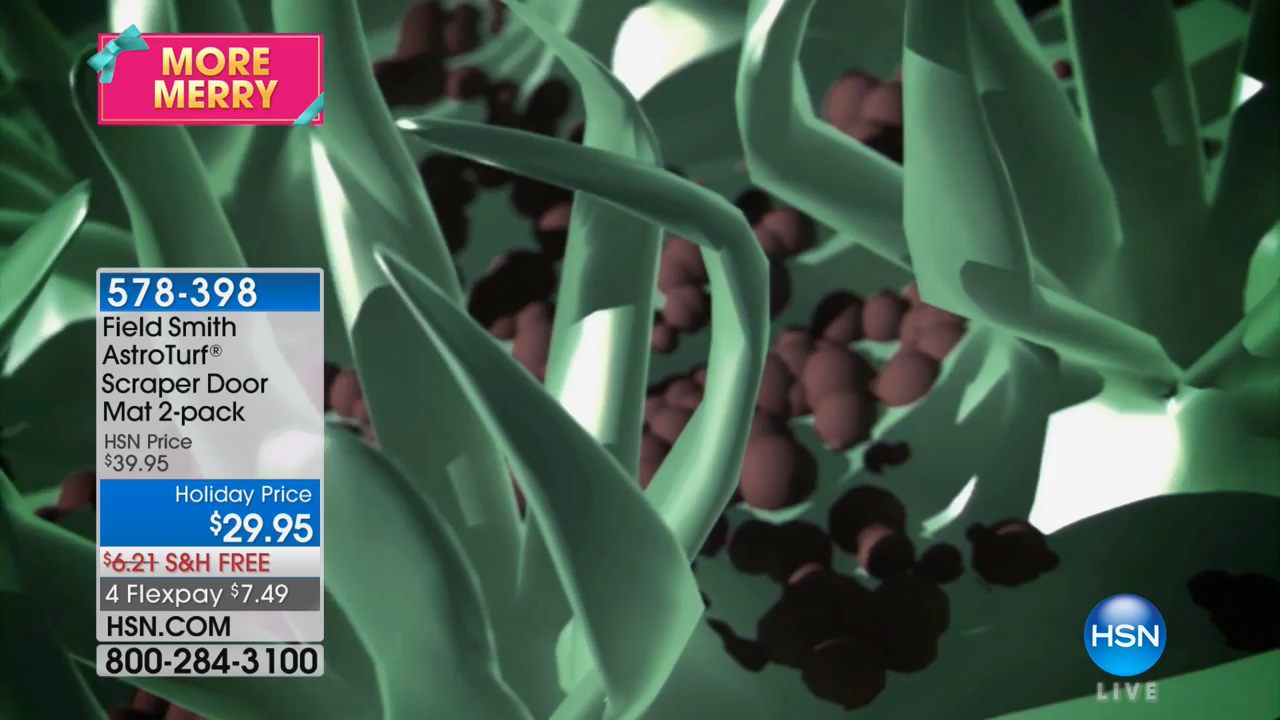 MORE
MERRY
578-398
Field Smith
AstroTurf®
Scraper Door
Mat 2-pack
HSN Price
$39.95
Holiday Price
$29.95
$6.21 S&H FREE
4 Flexpay $7.49
HSN.COM
800-284-3100
HSN
LIVE